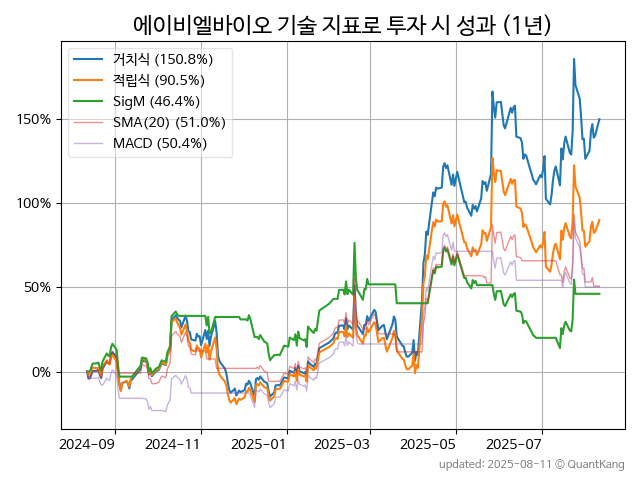 에이비엘바이오 기술 지표로 투자 시 성과 (1년)
거치식 (150.8%)
적립식 (90.5%)
SigM (46.4%)
SMA(20) (51.0%)
MACD (50.4%)
150%
100%
50%
0%
2024-09 2024-11 2025-01 2025-03 2025-05 2025-07
updated: 2025-08-11 © QuantKang